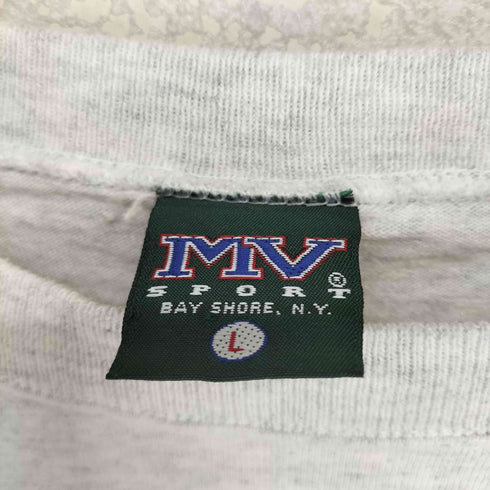 MV
SPORT®
BAY SHORE, N.Y.
L